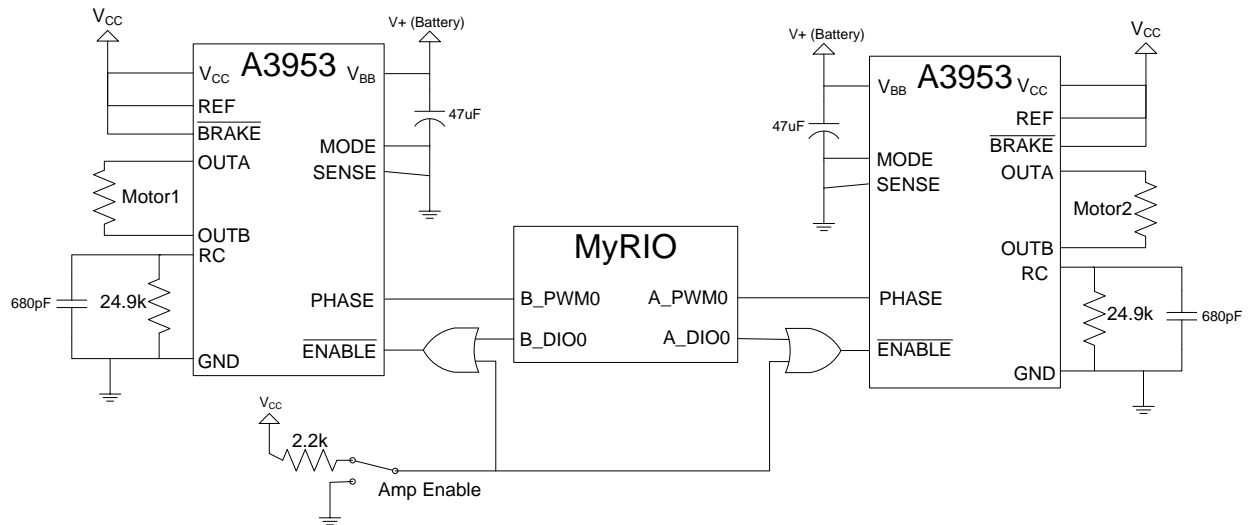 VCC
V+ (Battery)
A3953
VCC
VBB
REF
BRAKE
47uF
MODE
OUTA
SENSE
Motor1
OUTB
RC
680pF
24.9k
PHASE
ENABLE
GND
MyRIO
B_PWM0
A_PWM0
B_DIO0
A_DIO0
VCC
2.2k
Amp Enable
V+ (Battery)
VCC
A3953
VBB
VCC
REF
47uF
BRAKE
MODE
OUTA
SENSE
Motor2
OUTB
RC
PHASE
24.9k
680pF
ENABLE
GND